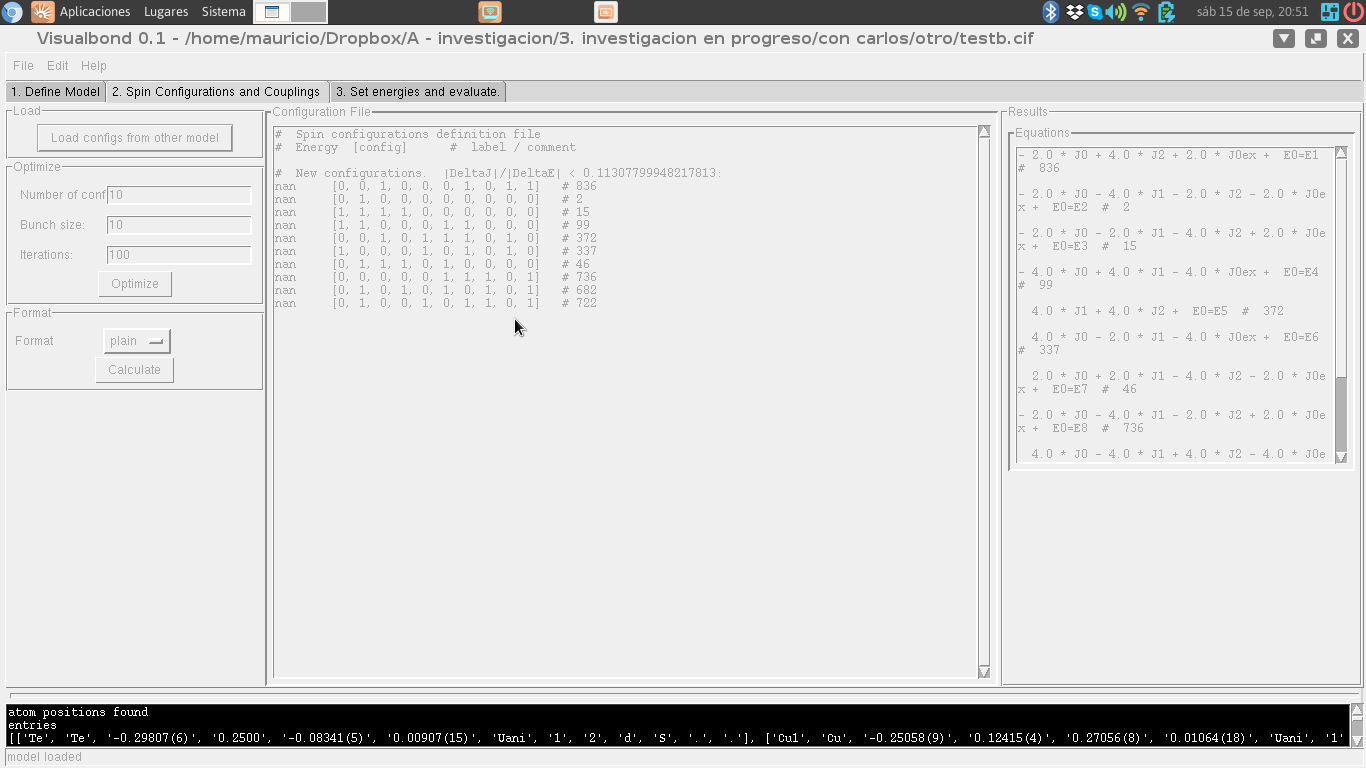 Aplicaciones Lugares Sistema
sáb 15 de sep, 20:51
Visualbond 0.1 - /home/mauricio/Dropbox/A - investigacion/3. investigacion en progreso/con carlos/otro/testb.cif
File Edit Help
1. Define Model 2. Spin Configurations and Couplings 3. Set energies and evaluate.
Load
Load configs from other model
Optimize
Number of conf 10
Bunch size: 10
Iterations: 100
Optimize
Format
Format plain
Calculate
Configuration File
# Spin configurations definition file
# Energy [config] # label / comment
# New configurations. |DeltaJ|/|DeltaE| < 0.11307799948217813:
nan [0, 0, 1, 0, 0, 0, 1, 0, 1, 1] # 836
nan [0, 1, 0, 0, 0, 0, 0, 0, 0, 0] # 2
nan [1, 1, 1, 1, 0, 0, 0, 0, 0, 0] # 15
nan [1, 1, 0, 0, 0, 1, 1, 0, 0, 0] # 99
nan [0, 0, 1, 0, 1, 1, 1, 0, 1, 0] # 372
nan [1, 0, 0, 0, 1, 0, 1, 0, 1, 0] # 337
nan [0, 1, 1, 1, 0, 1, 0, 0, 0, 0] # 46
nan [0, 0, 0, 0, 0, 1, 1, 1, 0, 1] # 736
nan [0, 1, 0, 1, 0, 1, 0, 1, 0, 1] # 682
nan [0, 1, 0, 0, 1, 0, 1, 1, 0, 1] # 722
Results
Equations
- 2.0 * J0 + 4.0 * J2 + 2.0 * J0ex + E0=E1
# 836
- 2.0 * J0 - 2.0 * J1 - 2.0 * J2 - 2.0 * J0e
x + E0=E2 # 2
- 2.0 * J0 - 2.0 * J1 - 4.0 * J2 + 2.0 * J0e
x + E0=E3 # 15
- 4.0 * J0 + 4.0 * J1 - 4.0 * J0ex + E0=E4
# 99
4.0 * J1 + 4.0 * J2 + E0=E5 # 372
4.0 * J0 - 2.0 * J1 - 4.0 * J0ex + E0=E6
# 337
2.0 * J0 + 2.0 * J1 - 4.0 * J2 - 2.0 * J0e
x + E0=E7 # 46
- 2.0 * J0 - 4.0 * J1 - 2.0 * J2 + 2.0 * J0e
x + E0=E8 # 736
4.0 * J0 - 4.0 * J1 + 4.0 * J2 - 4.0 * J0e
atom positions found
entries
[['Te', 'Te', '-0.29807(6)', '0.2500', '-0.08341(5)', '0.00907(15)', 'Uani', '1', '2', 'd', 'S', '.', '.'], ['Cu1', 'Cu', '-0.25058(9)', '0.12415(4)', '0.27056(8)', '0.01064(18)', 'Uani', '1'
model loaded